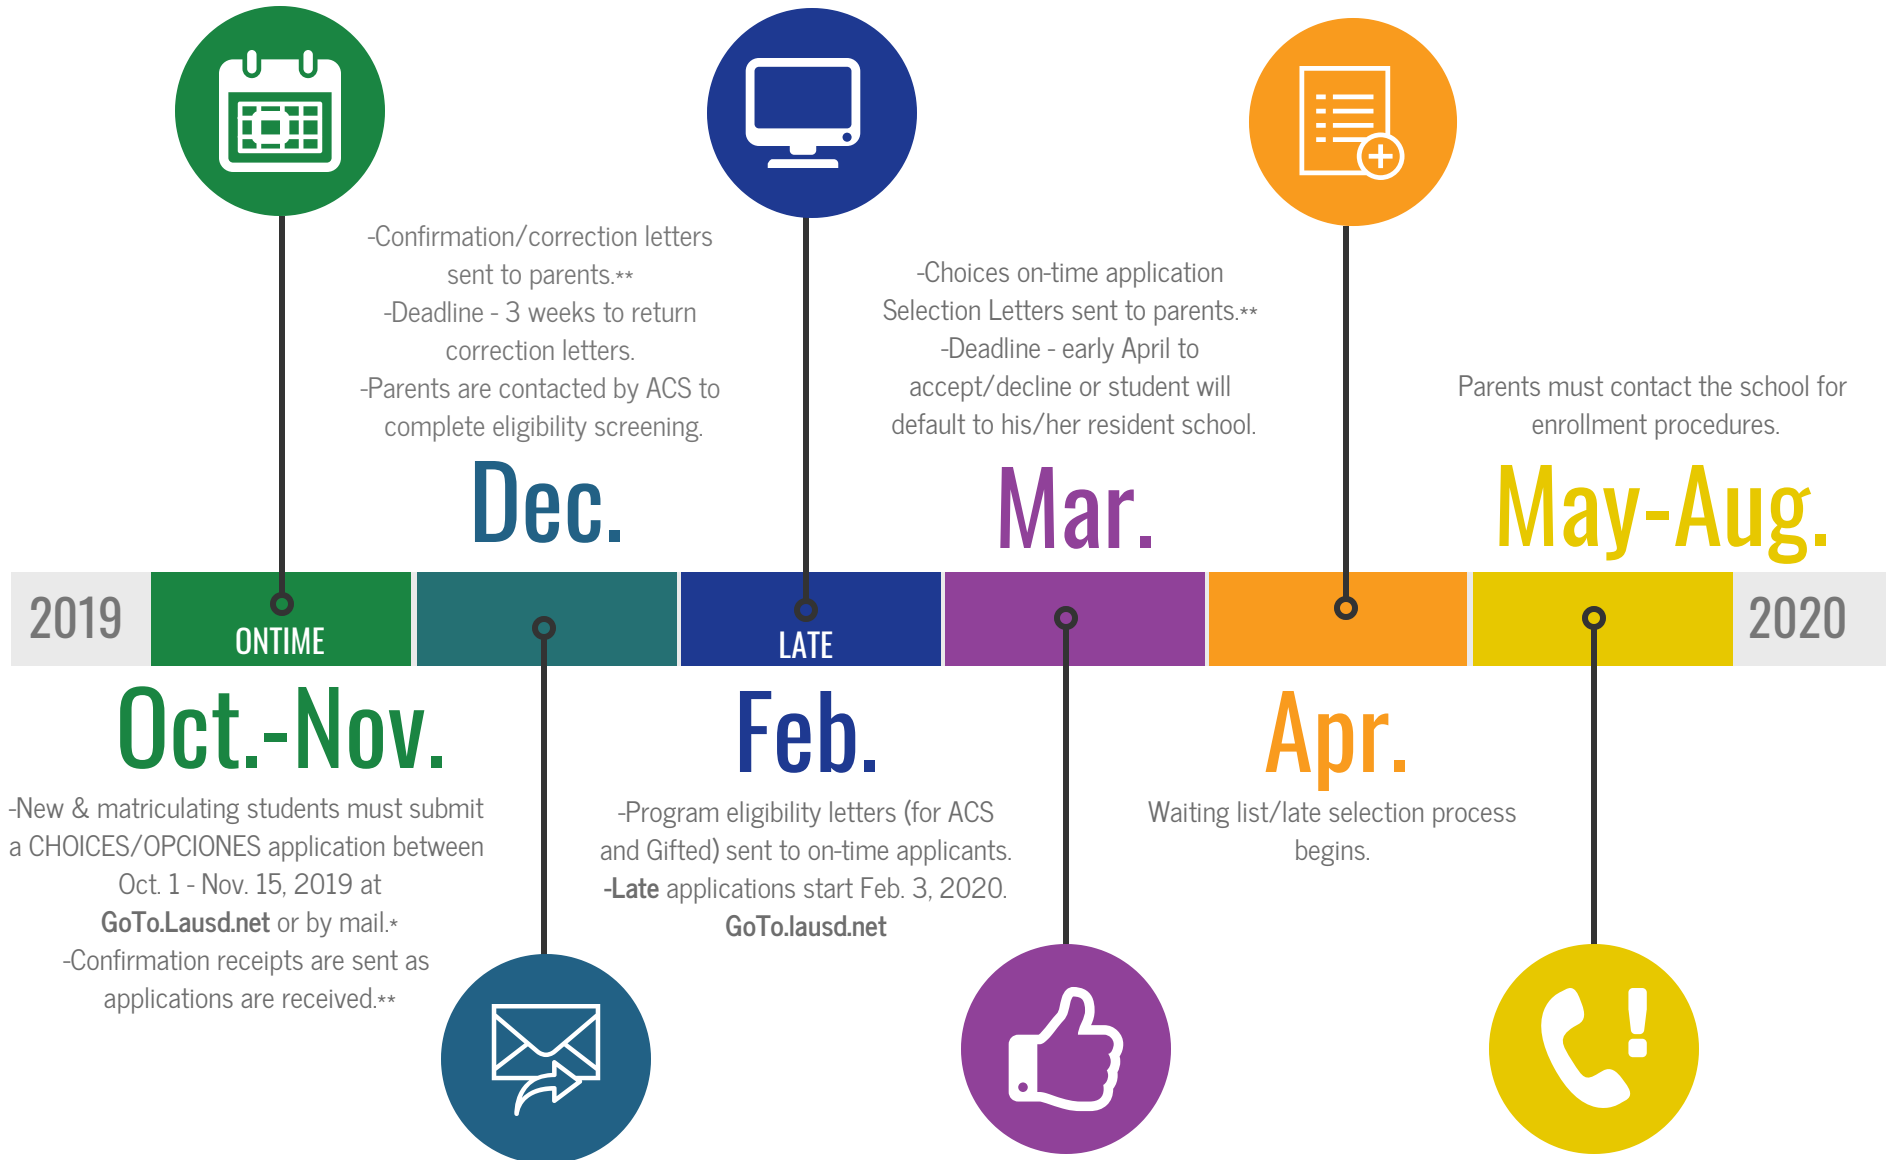 -Confirmation/correction letters
sent to parents.**
-Deadline - 3 weeks to return
correction letters.
-Parents are contacted by ACS to
complete eligibility screening.
Dec.
-Choices on-time application
Selection Letters sent to parents.**
-Deadline - early April to
accept/decline or student will
default to his/her resident school.
Mar.
Parents must contact the school for
enrollment procedures.
May-Aug.
2019
ONTIME
LATE
2020
Oct.-Nov.
-New & matriculating students must submit
a CHOICES/OPCIONES application between
Oct. 1 - Nov. 15, 2019 at
GoTo.Lausd.net or by mail.*
-Confirmation receipts are sent as
applications are received.**
Feb.
-Program eligibility letters (for ACS
and Gifted) sent to on-time applicants.
-Late applications start Feb. 3, 2020.
GoTo.lausd.net
Apr.
Waiting list/late selection process
begins.